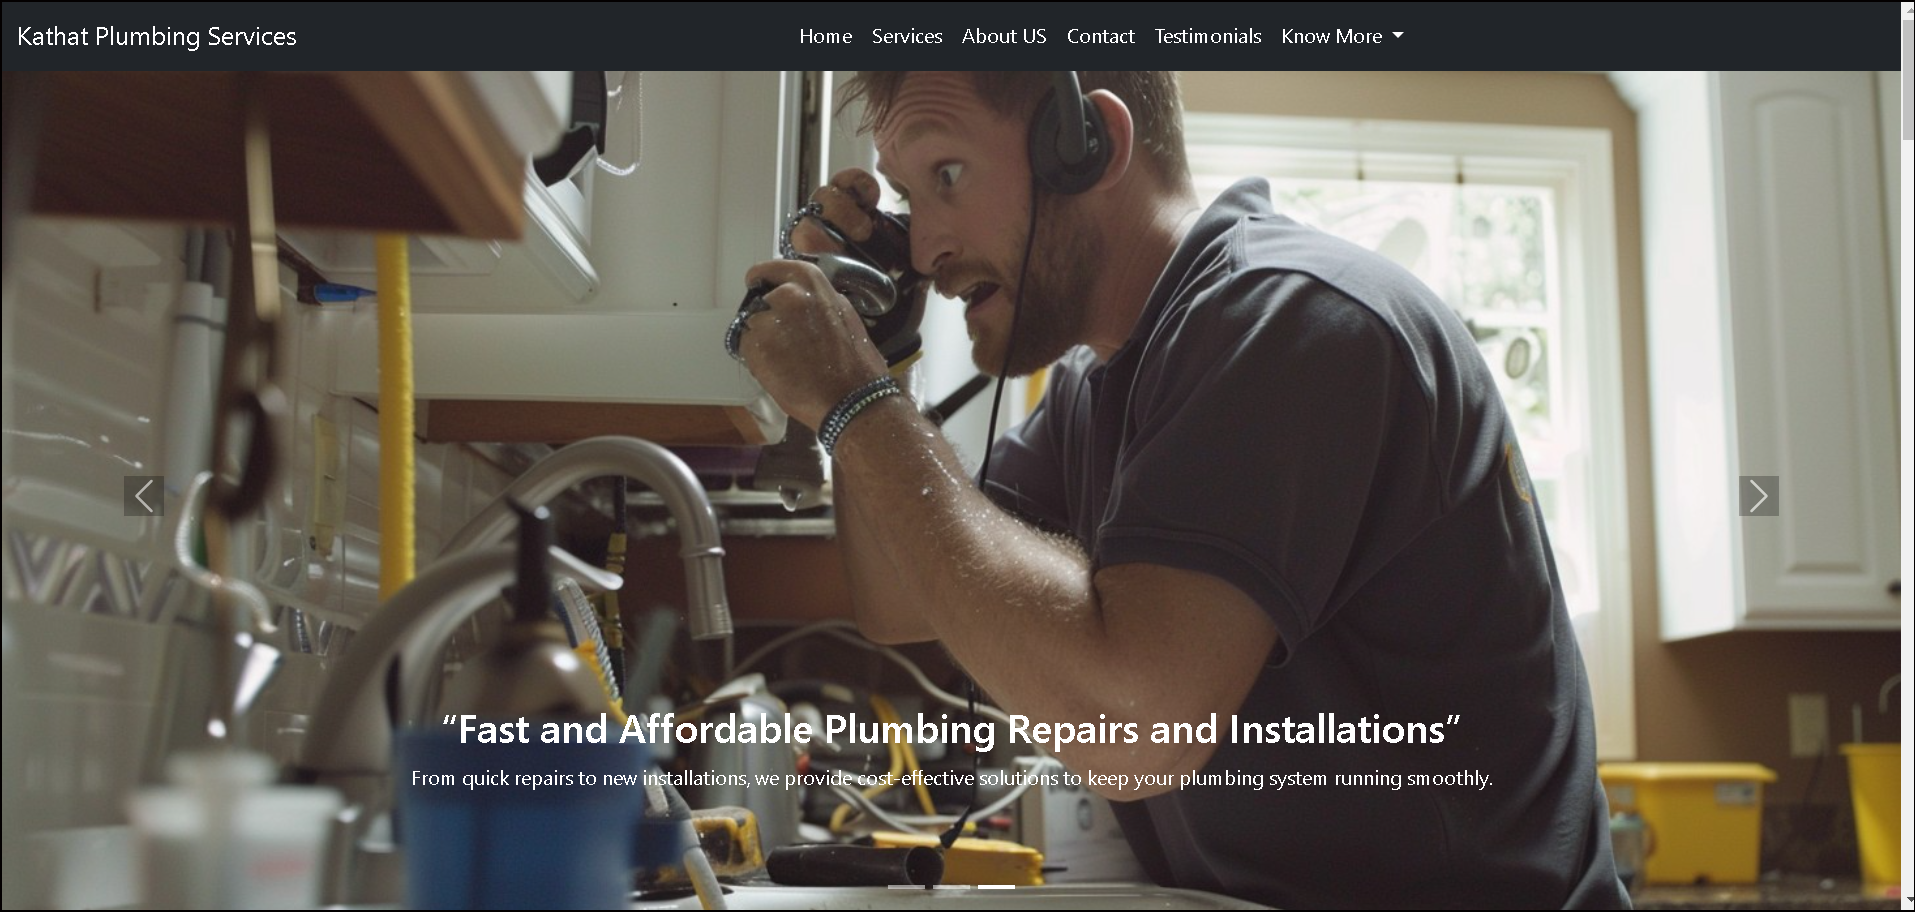 Kathat Plumbing Services
Home Services About US Contact Testimonials Know More
“Fast and Affordable Plumbing Repairs and Installations”
From quick repairs to new installations, we provide cost-effective solutions to keep your plumbing system running smoothly.